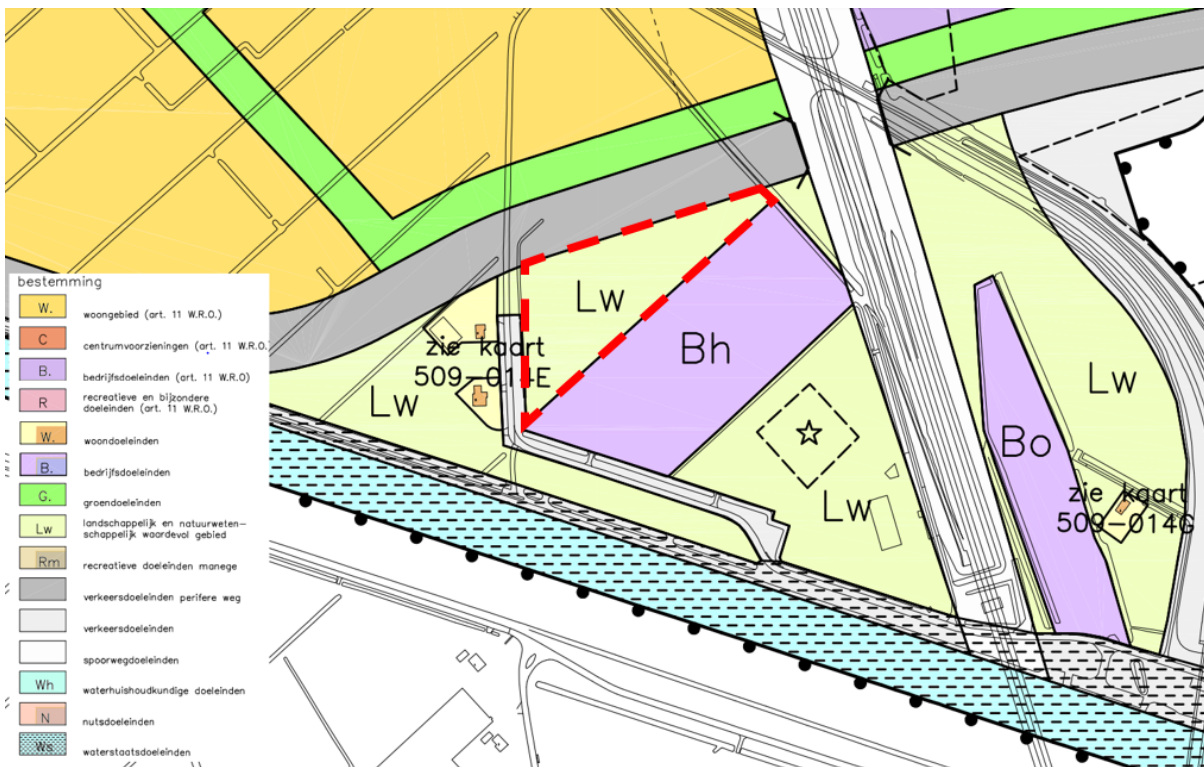 Lw
Bh
zie kaart
509-014E
Lw
Lw
Bo
Lw
zie kaart
509-014G
bestemming
W. woongebied (art. 11 W.R.O.)
C centrumvoorzieningen (art. 11 W.R.O.)
B. bedrijfsdoeleinden (art. 11 W.R.O)
R recreatieve en bijzondere
doeleinden (art. 11 W.R.O.)
W. woondoeleinden
B. bedrijfsdoeleinden
G. groendoeleinden
Lw landschappelijk en natuurweten-
schappelijk waardevol gebied
Rm recreatieve doeleinden manege
verkeersdoeleinden perifere weg
verkeersdoeleinden
spoorwegdoeleinden
Wh waterhuishoudkundige doeleinden
N nutsdoeleinden
Ws waterstaatsdoeleinden